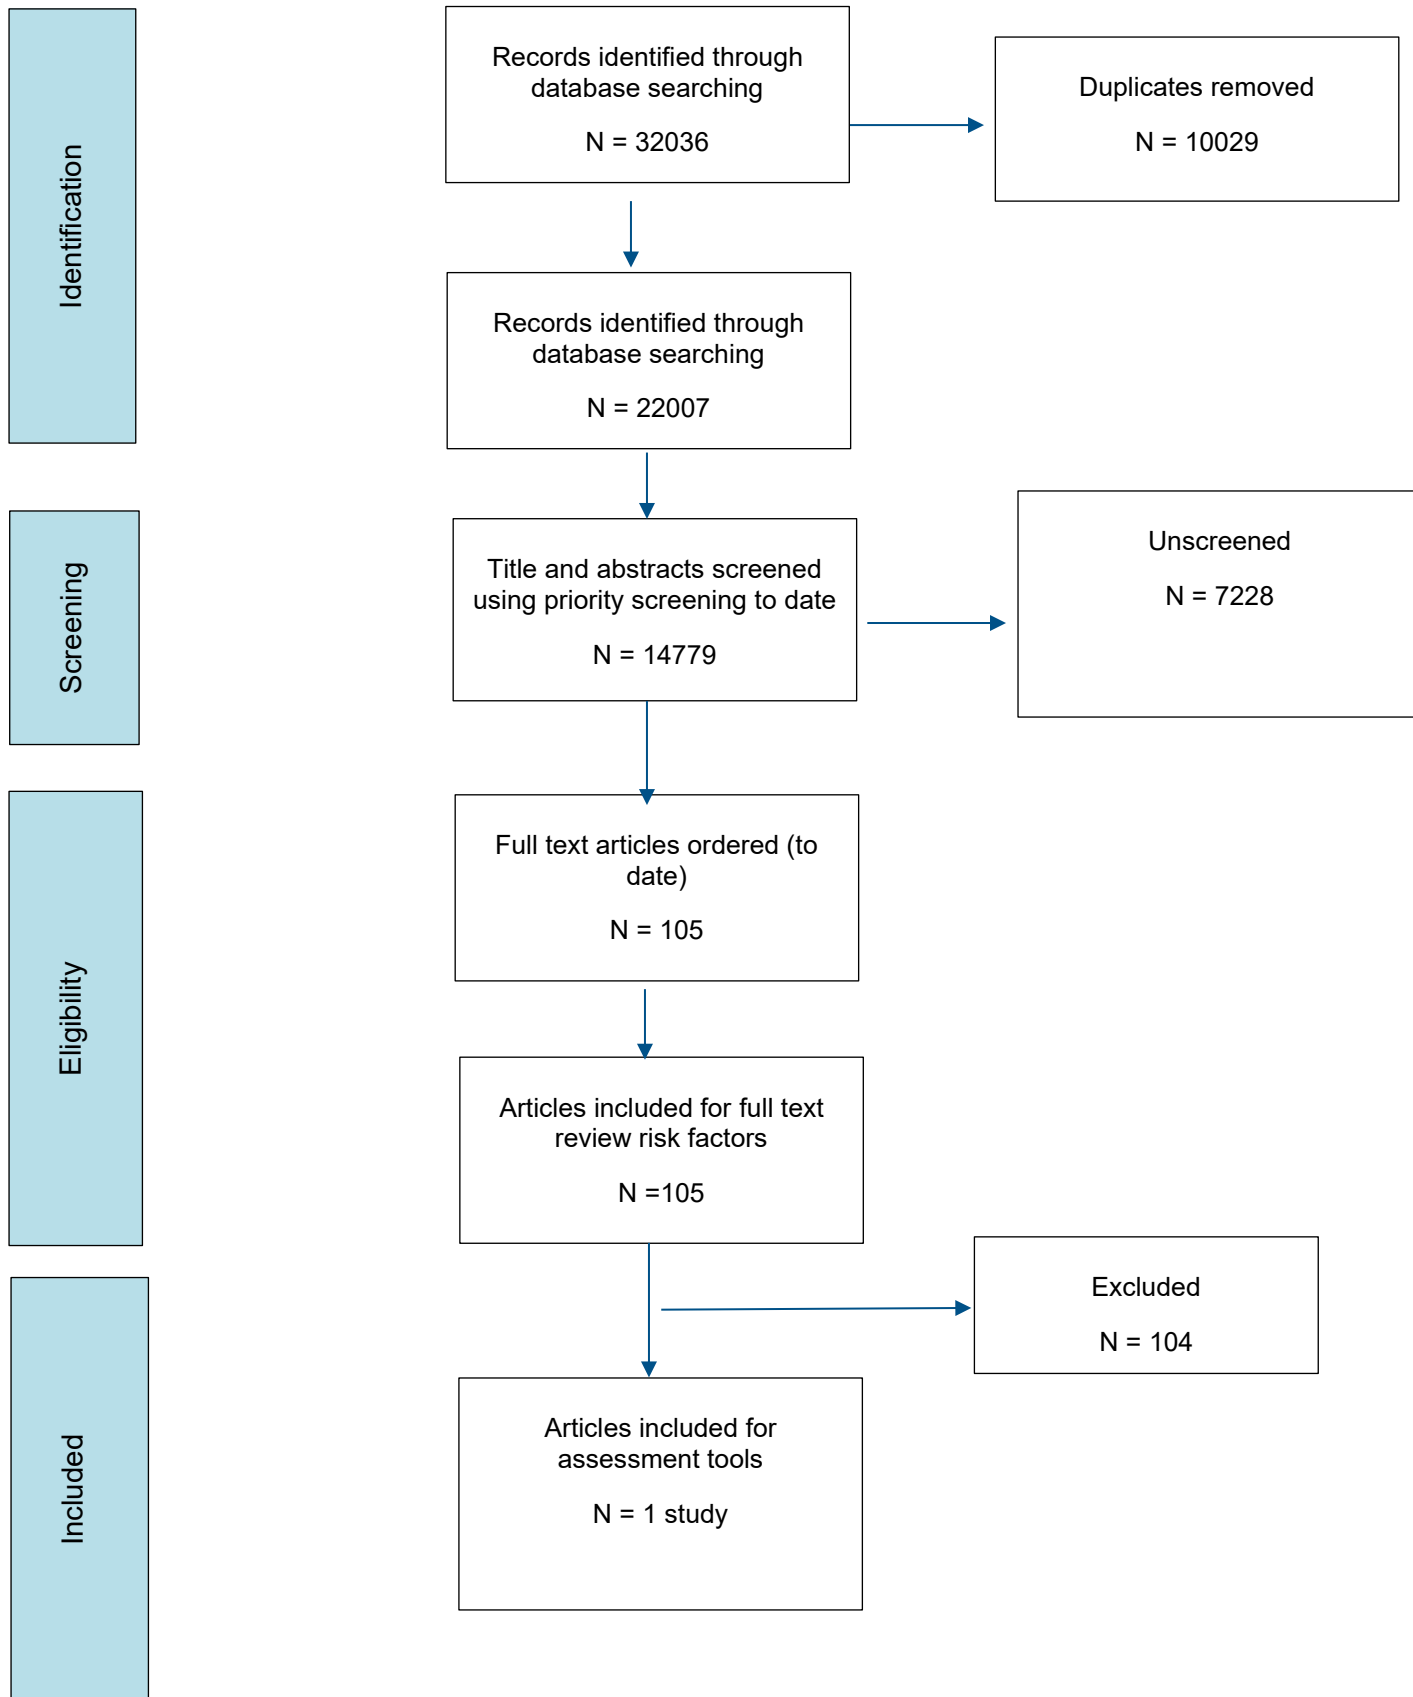 Identification
Records identified through
database searching
N = 32036
Duplicates removed
N = 10029
Records identified through
database searching
N = 22007
Screening
Title and abstracts screened
using priority screening to date
N = 14779
Unscreened
N = 7228
Eligibility
Full text articles ordered (to
date)
N = 105
Articles included for full text
review risk factors
N =105
Included
Excluded
N = 104
Articles included for
assessment tools
N = 1 study